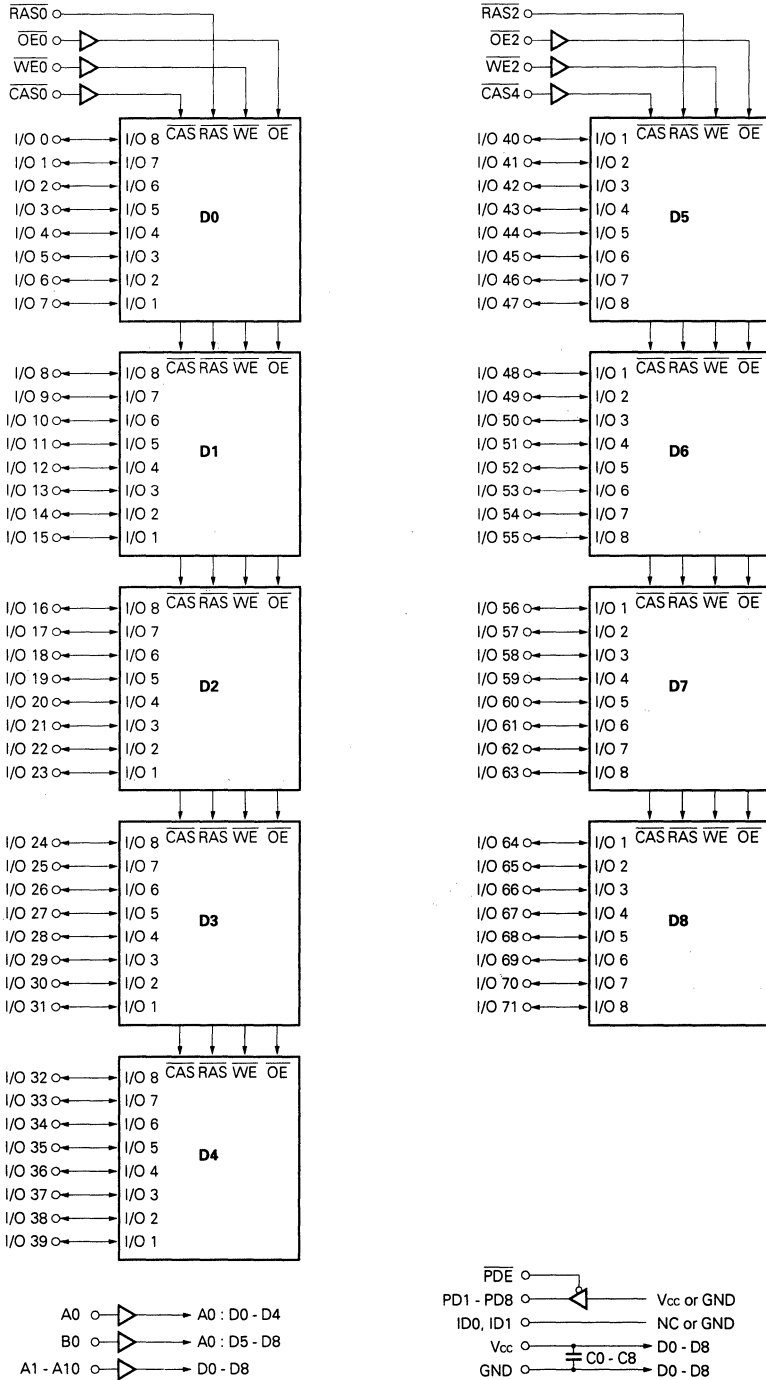 RAS0
OE0
WE0
CAS0
CAS RAS WE OE
I/O 0 I/O 8
I/O 1 I/O 7
I/O 2 I/O 6
I/O 3 I/O 5
D0
I/O 4 I/O 4
I/O 5 I/O 3
I/O 6 I/O 2
I/O 7 I/O 1
CAS RAS WE OE
I/O 8 I/O 8
I/O 9 I/O 7
I/O 10 I/O 6
I/O 11 I/O 5
D1
I/O 12 I/O 4
I/O 13 I/O 3
I/O 14 I/O 2
I/O 15 I/O 1
CAS RAS WE OE
I/O 16 I/O 8
I/O 17 I/O 7
I/O 18 I/O 6
I/O 19 I/O 5
D2
I/O 20 I/O 4
I/O 21 I/O 3
I/O 22 I/O 2
I/O 23 I/O 1
CAS RAS WE OE
I/O 24 I/O 8
I/O 25 I/O 7
I/O 26 I/O 6
I/O 27 I/O 5
D3
I/O 28 I/O 4
I/O 29 I/O 3
I/O 30 I/O 2
I/O 31 I/O 1
CAS RAS WE OE
I/O 32 I/O 8
I/O 33 I/O 7
I/O 34 I/O 6
I/O 35 I/O 5
D4
I/O 36 I/O 4
I/O 37 I/O 3
I/O 38 I/O 2
I/O 39 I/O 1
A0 A0 : D0 - D4
B0 A0 : D5 - D8
A1 - A10 D0 - D8
RAS2
OE2
WE2
CAS4
CAS RAS WE OE
I/O 40 I/O 1
I/O 41 I/O 2
I/O 42 I/O 3
I/O 43 I/O 4
D5
I/O 44 I/O 5
I/O 45 I/O 6
I/O 46 I/O 7
I/O 47 I/O 8
CAS RAS WE OE
I/O 48 I/O 1
I/O 49 I/O 2
I/O 50 I/O 3
I/O 51 I/O 4
D6
I/O 52 I/O 5
I/O 53 I/O 6
I/O 54 I/O 7
I/O 55 I/O 8
CAS RAS WE OE
I/O 56 I/O 1
I/O 57 I/O 2
I/O 58 I/O 3
I/O 59 I/O 4
D7
I/O 60 I/O 5
I/O 61 I/O 6
I/O 62 I/O 7
I/O 63 I/O 8
CAS RAS WE OE
I/O 64 I/O 1
I/O 65 I/O 2
I/O 66 I/O 3
I/O 67 I/O 4
D8
I/O 68 I/O 5
I/O 69 I/O 6
I/O 70 I/O 7
I/O 71 I/O 8
PDE
PD1 - PD8 Vcc or GND
ID0, ID1 NC or GND
Vcc D0 - D8
C0 - C8
GND D0 - D8